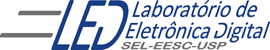 LED Laboratório de
Eletrônica Digital
SEL-EESC-USP